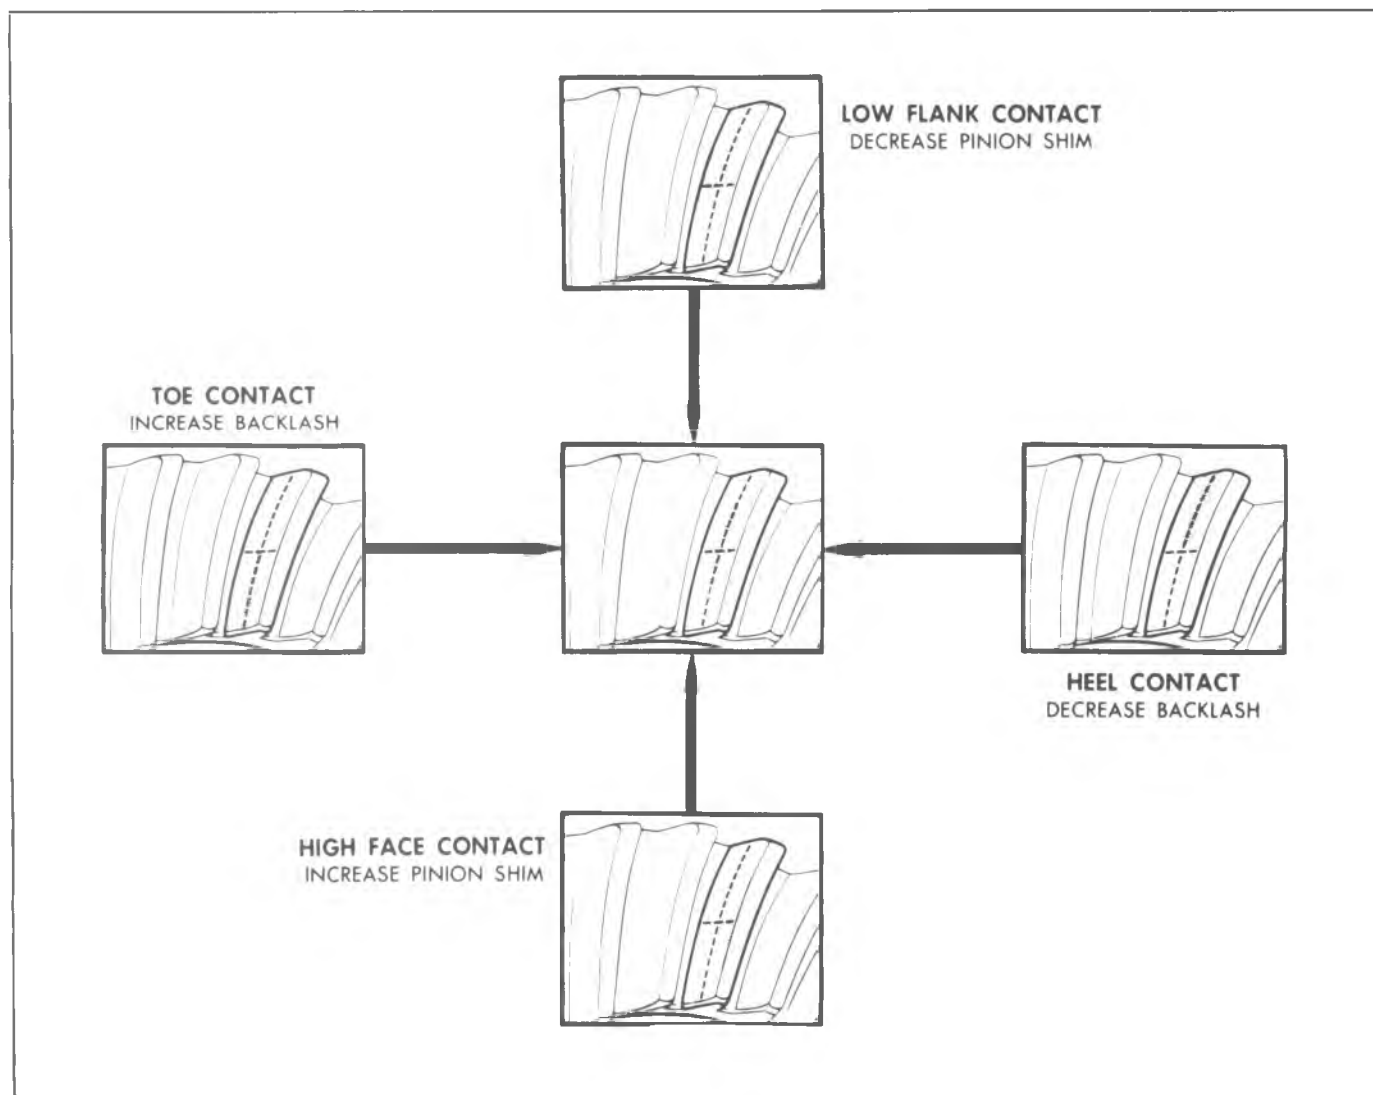 LOW FLANK CONTACT
DECREASE PINION SHIM
TOE CONTACT
INCREASE BACKLASH
HEEL CONTACT
DECREASE BACKLASH
HIGH FACE CONTACT
INCREASE PINION SHIM